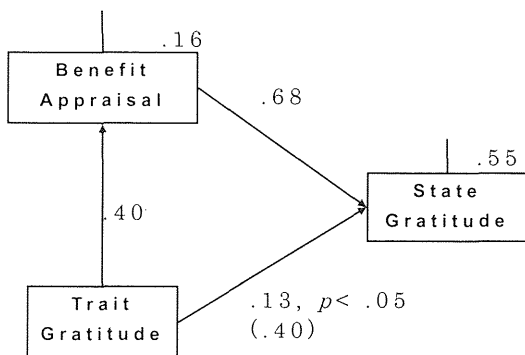 .16
Benefit
Appraisal
.68
.55
State
Gratitude
.40
Trait
Gratitude
.13, p< .05
(.40)